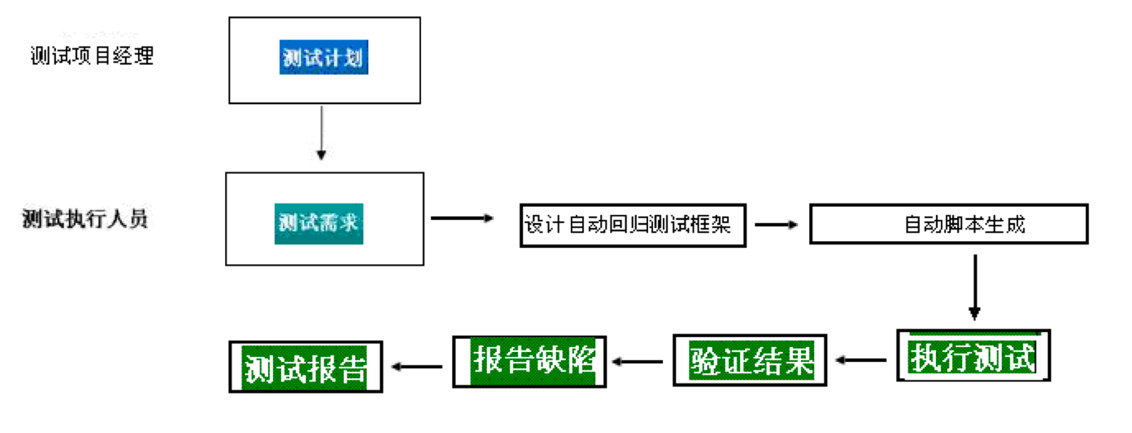 测试项目经理
测试计划
测试执行人员
测试需求
设计自动回归测试框架
自动脚本生成
测试报告
报告缺陷
验证结果
执行测试